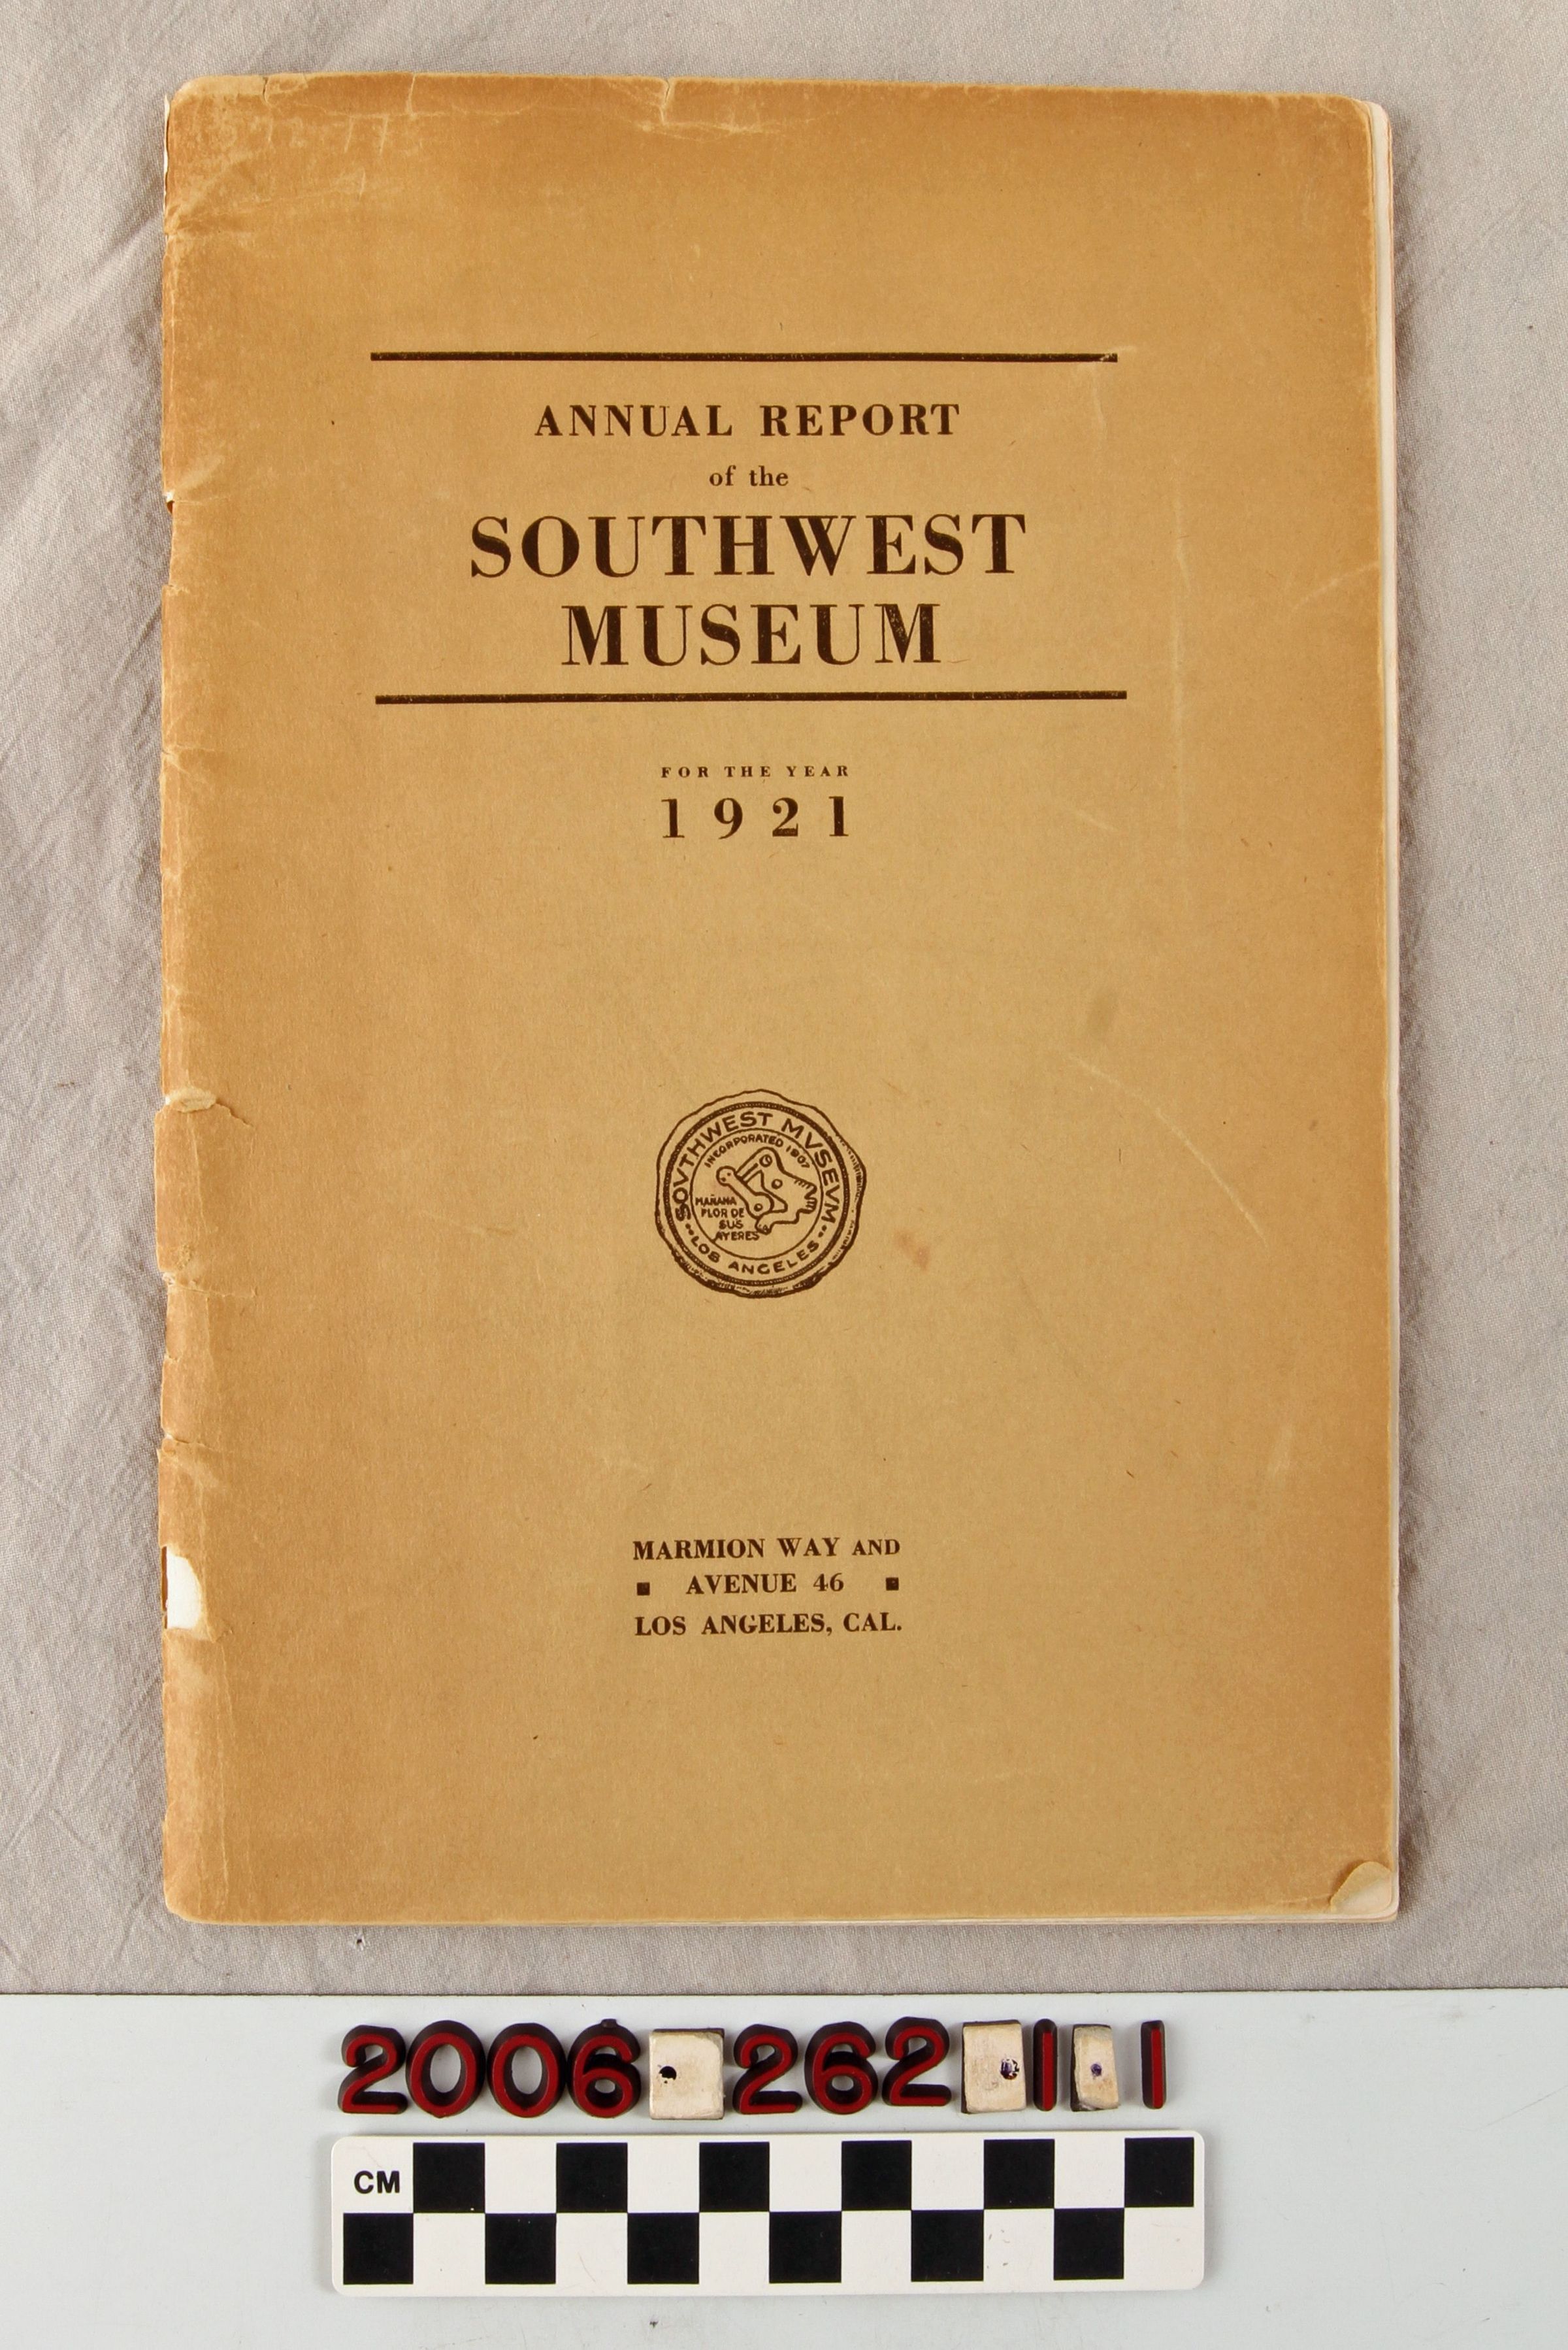 ANNUAL REPORT
of the
SOUTHWEST
MUSEUM
FOR THE YEAR
1921
SOVTHWEST MVSEVM
INCORPORATED 1907
MAÑANA
FLOR DE
SUS
AYERES
LOS ANGELES
MARMION WAY AND
AVENUE 46
LOS ANGELES, CAL.
2006.262.1.1
CM